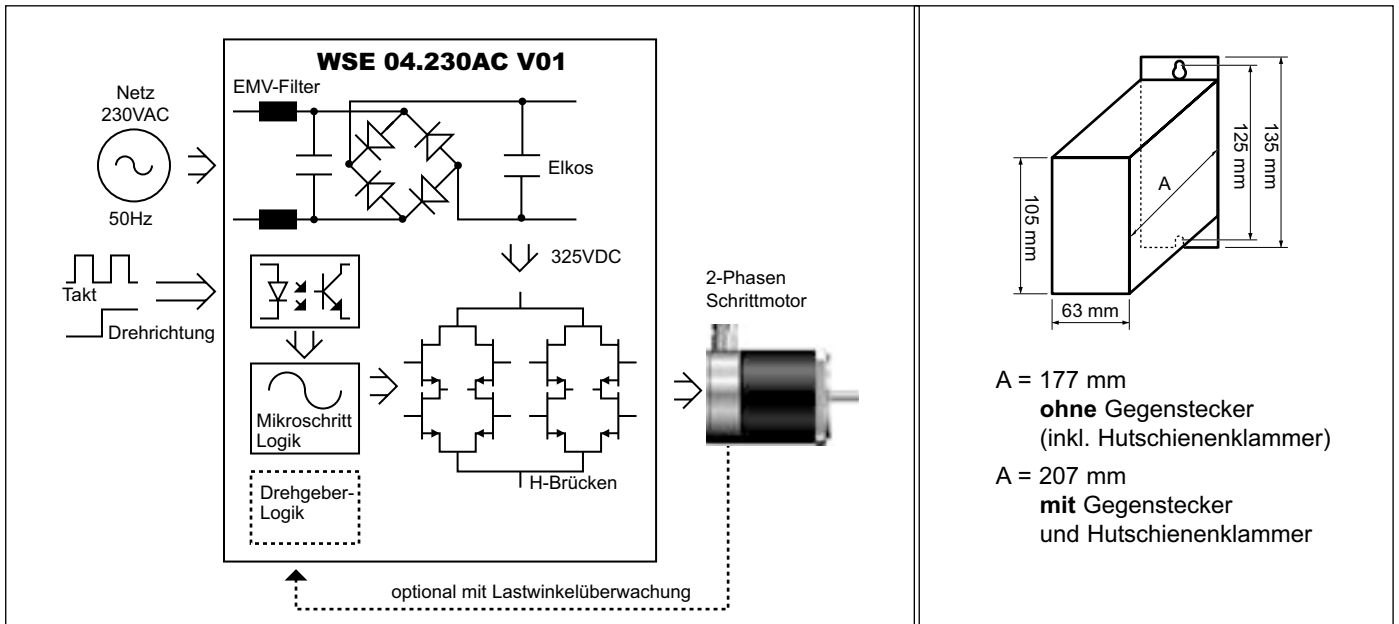 WSE 04.230AC V01
EMV-Filter
Netz
230VAC
50Hz
Elkos
325VDC
Takt
Drehrichtung
Mikroschritt
Logik
Drehgeber-
Logik
H-Brücken
2-Phasen
Schrittmotor
optional mit Lastwinkelüberwachung
105 mm
63 mm
A
125 mm
135 mm
A = 177 mm
ohne Gegenstecker
(inkl. Hutschienenklammer)
A = 207 mm
mit Gegenstecker
und Hutschienenklammer